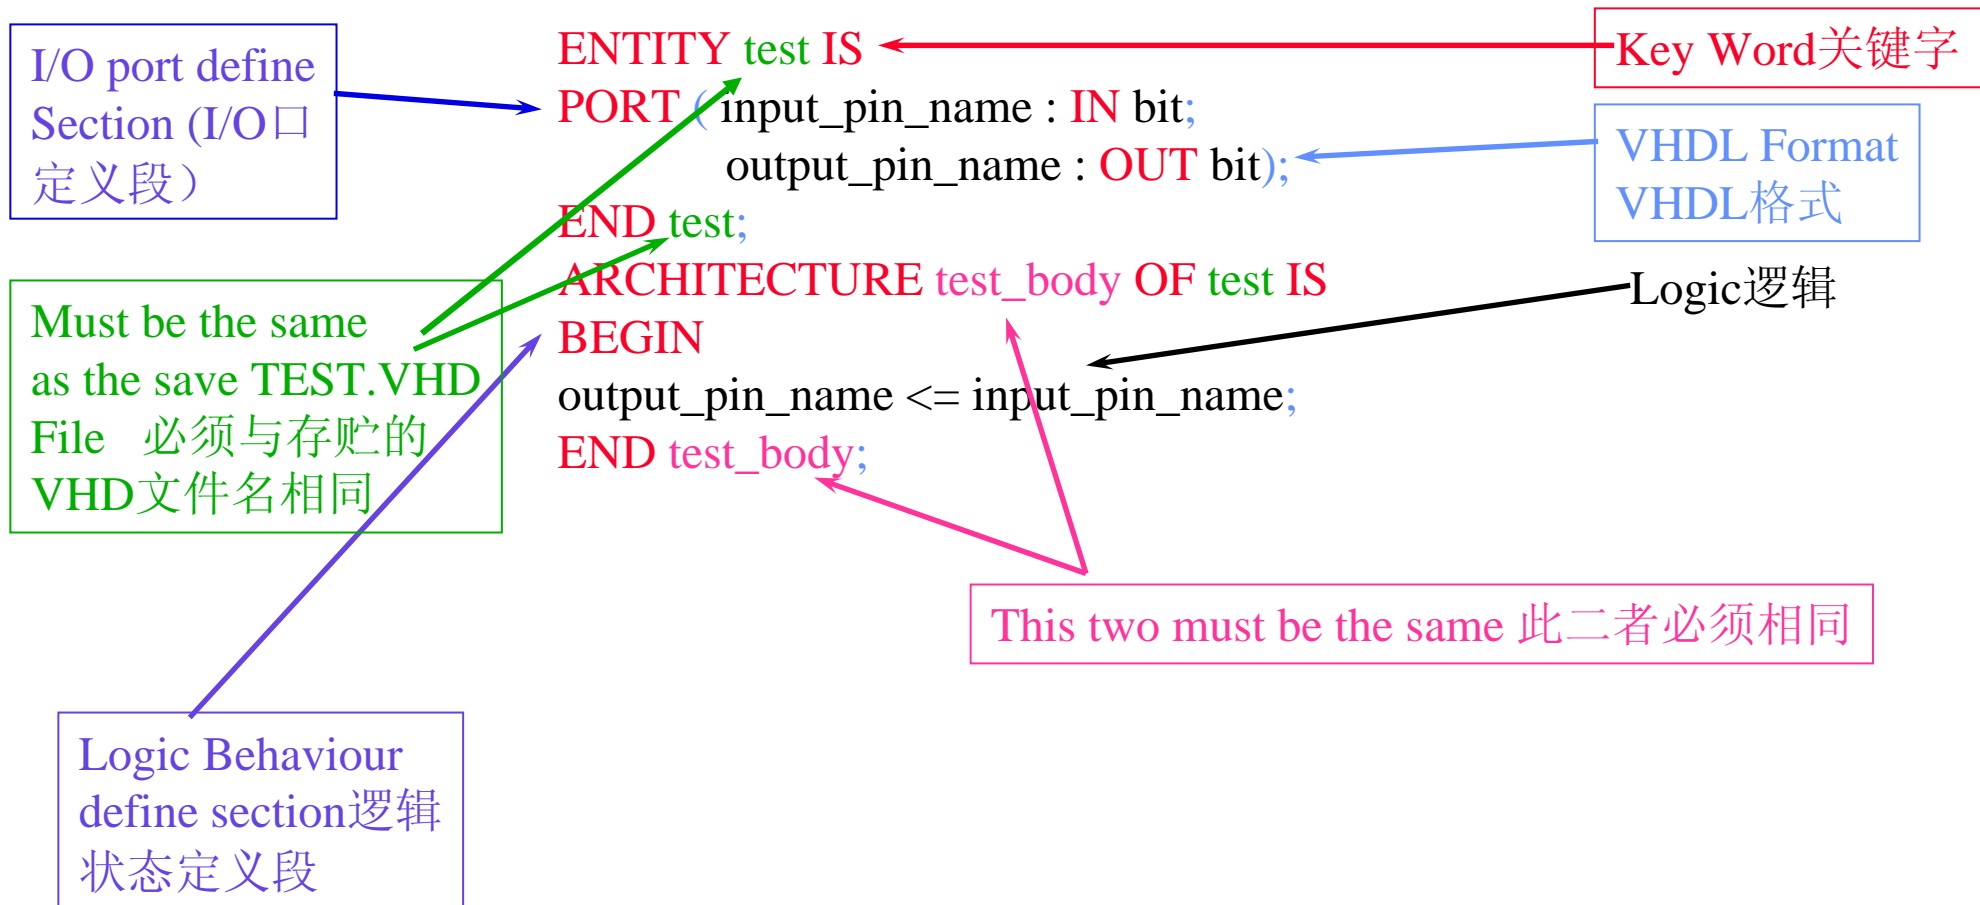 I/O port define
Section (I/O口
定义段）
ENTITY test IS
PORT ( input_pin_name : IN bit;
output_pin_name : OUT bit);
END test;
ARCHITECTURE test_body OF test IS
BEGIN
output_pin_name <= input_pin_name;
END test_body;
Key Word关键字
VHDL Format
VHDL格式
Logic逻辑
Must be the same
as the save TEST.VHD
File 必须与存贮的
VHD文件名相同
This two must be the same 此二者必须相同
Logic Behaviour
define section逻辑
状态定义段